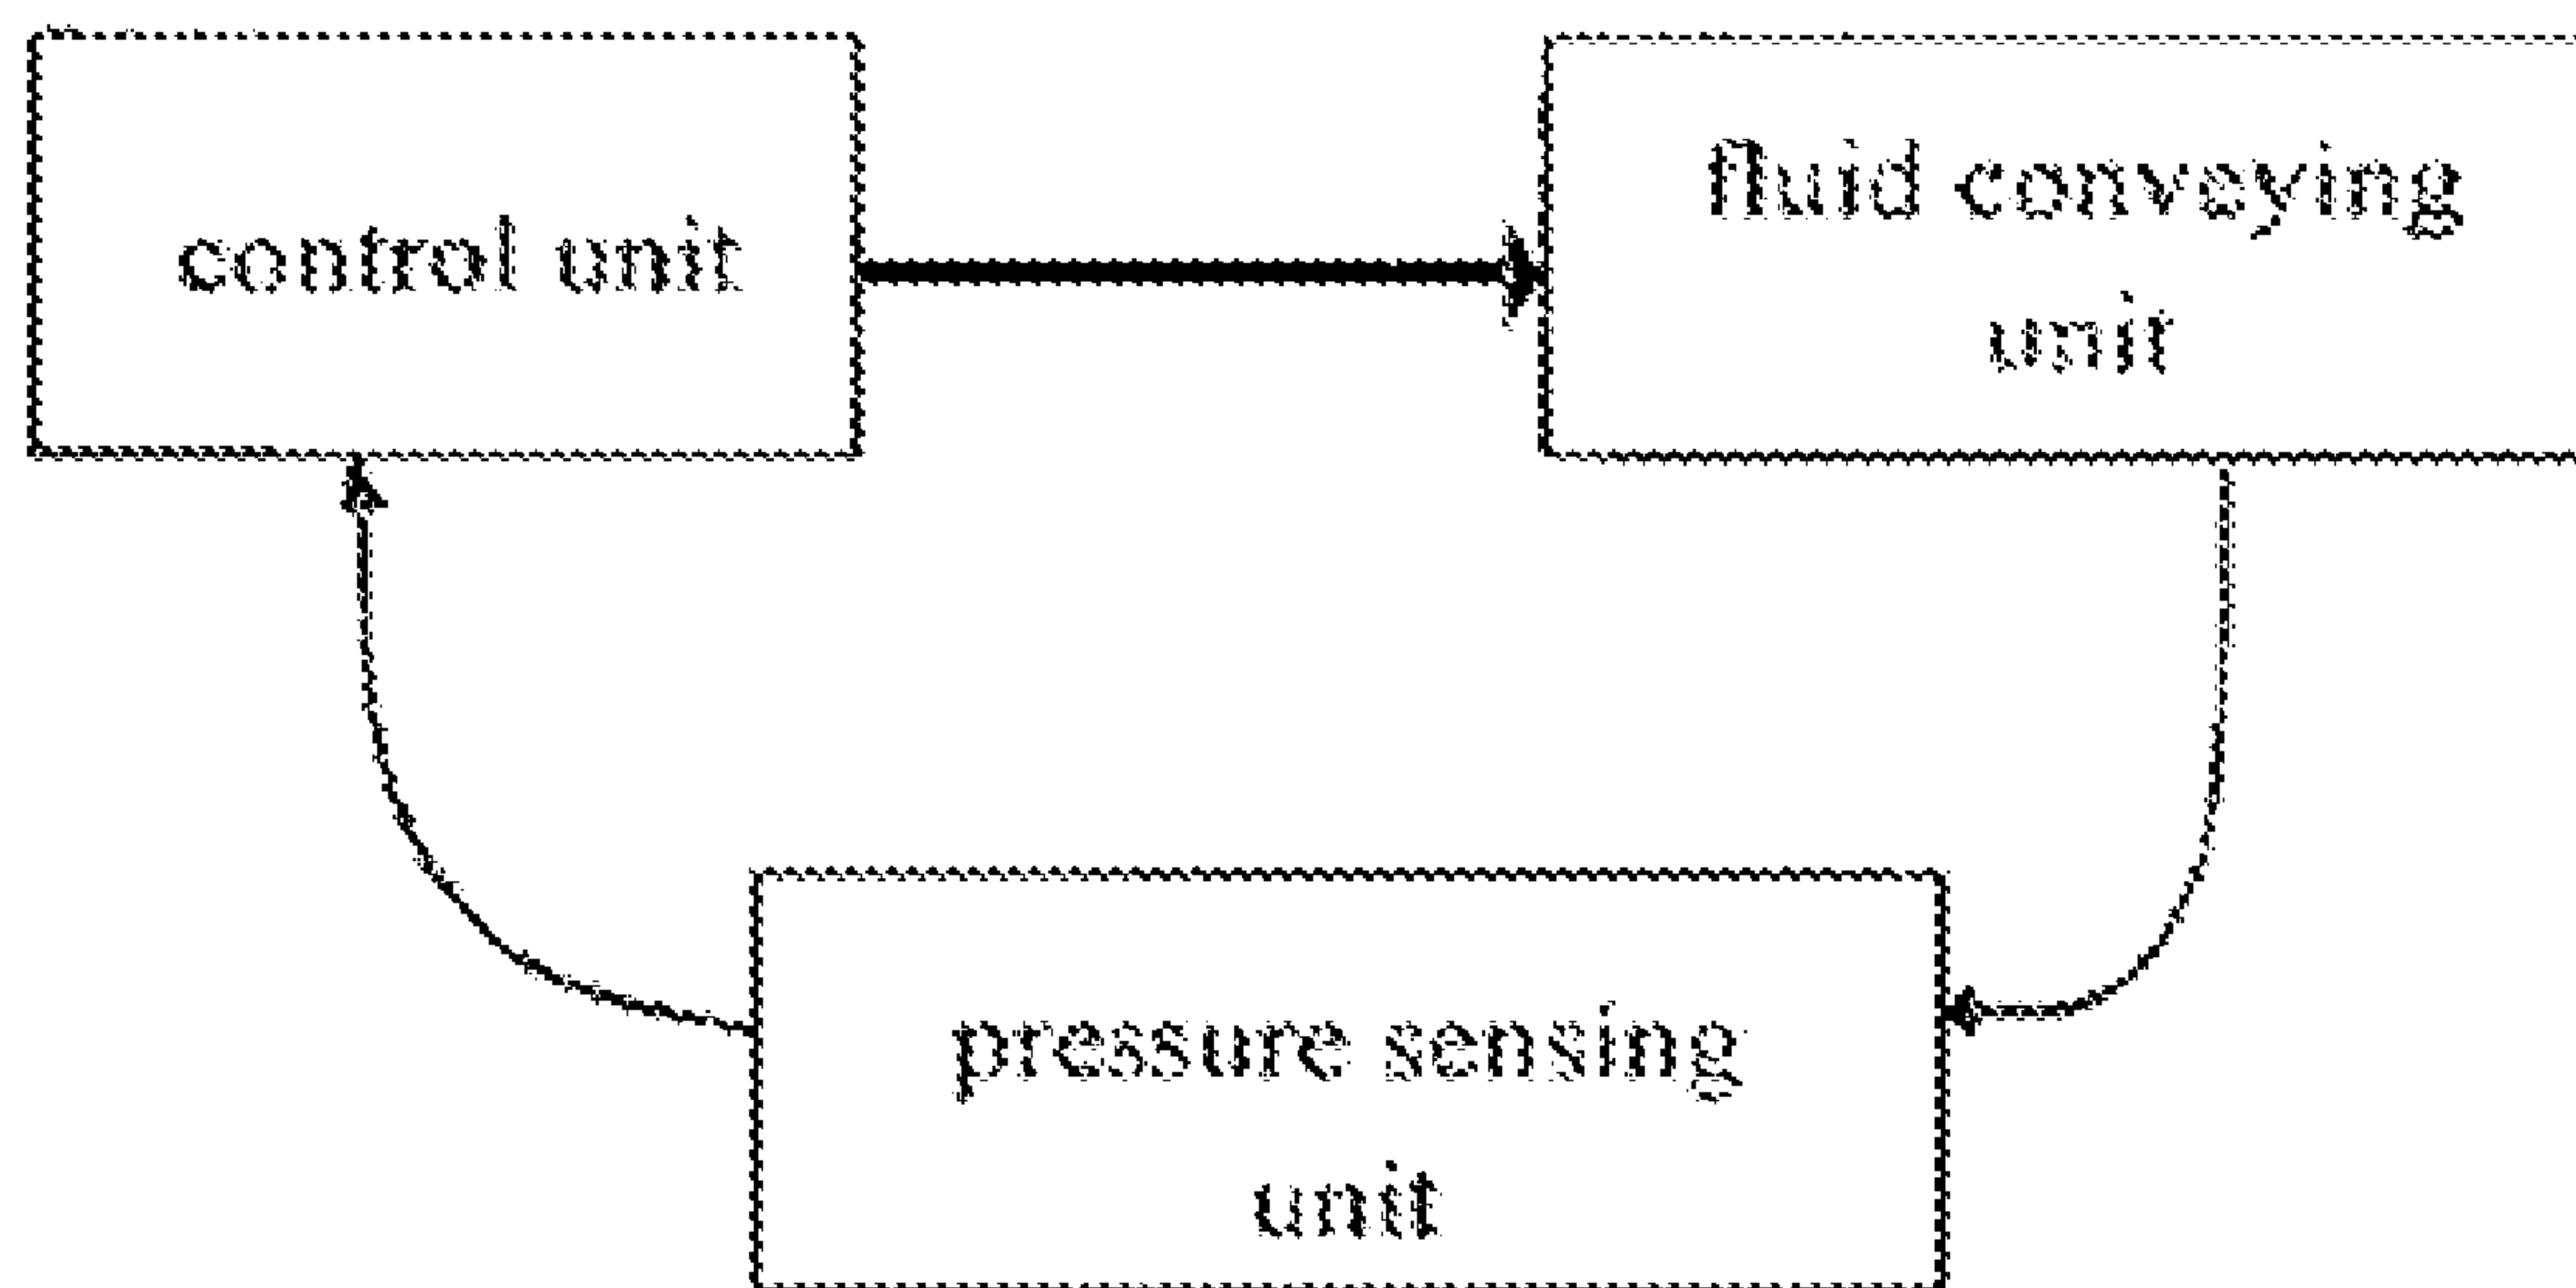 control unit
fluid conveying
unit
pressure sensing
unit